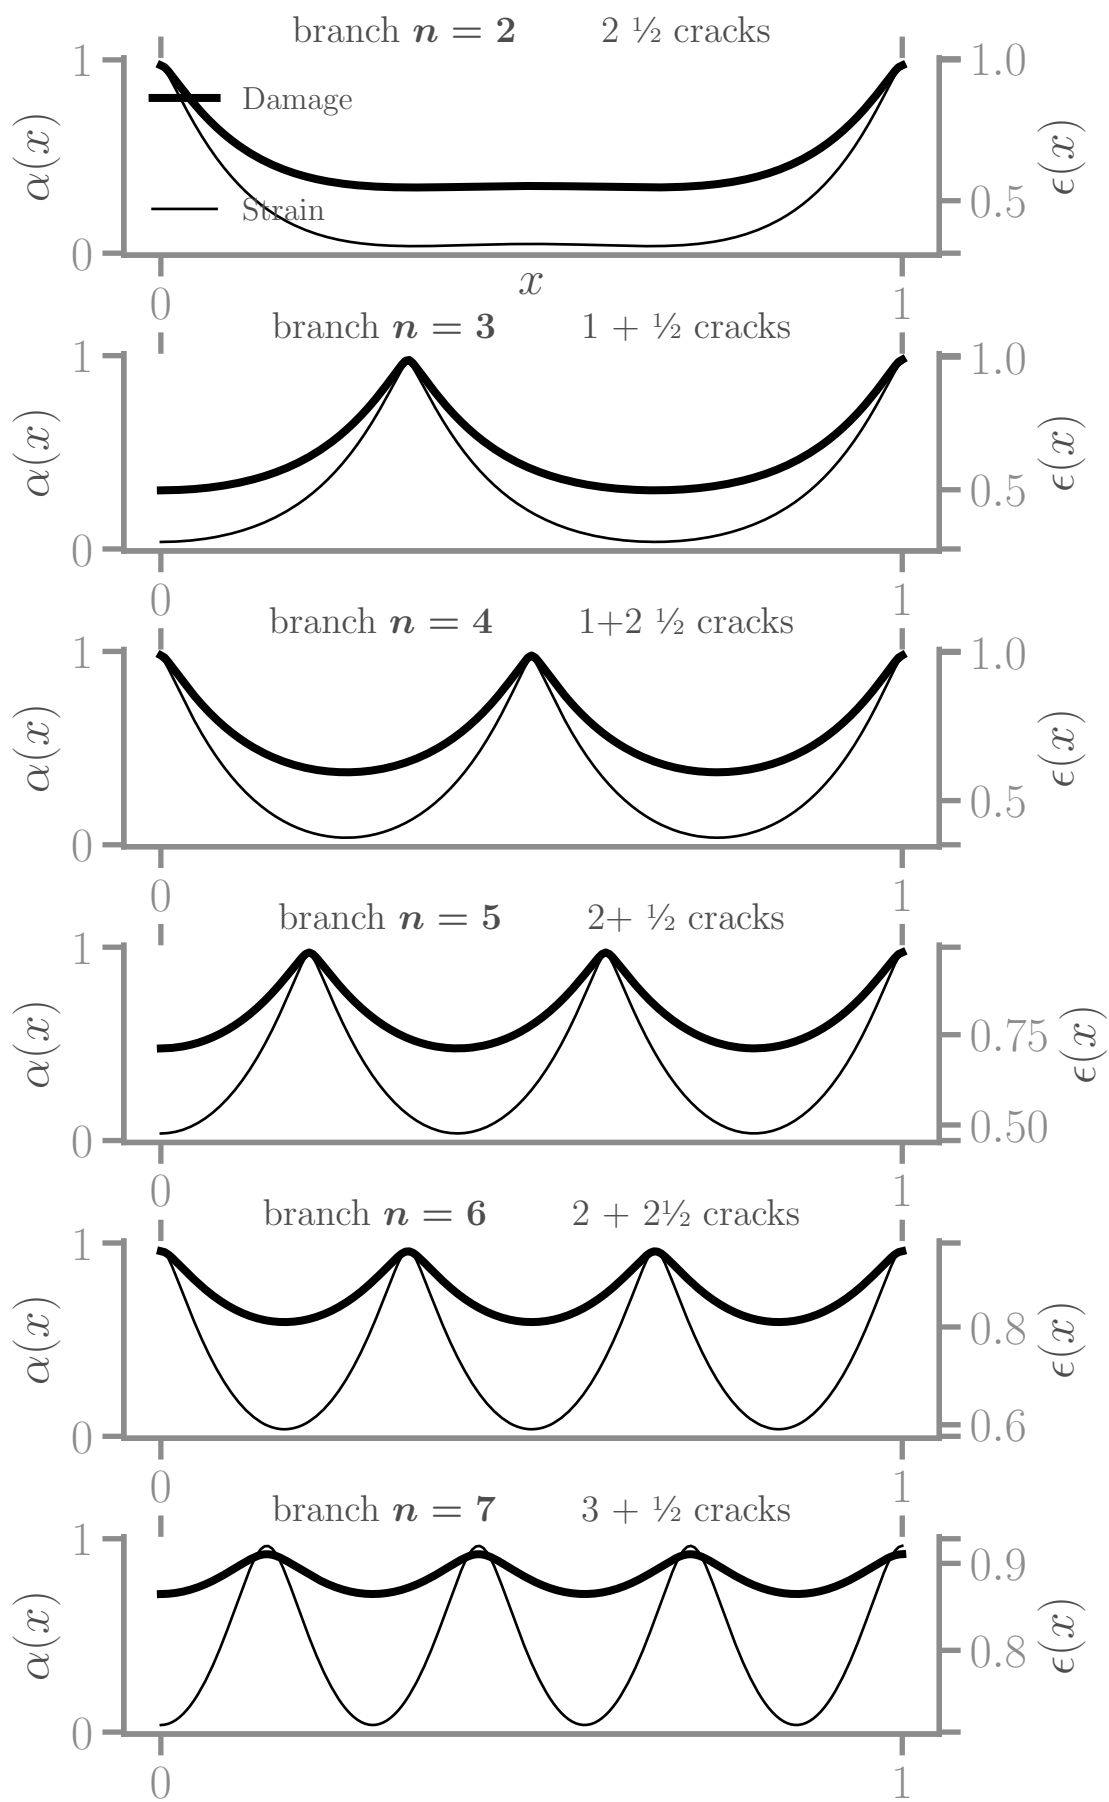 branch n = 2 2 ½ cracks
1 1.0
Damage
α(x) ϵ(x)
0.5
Strain
0
x
0 1
branch n = 3 1 + ½ cracks
1 1.0
α(x) ϵ(x)
0.5
0
0 1
branch n = 4 1+2 ½ cracks
1 1.0
α(x) ϵ(x)
0.5
0
0 1
branch n = 5 2+ ½ cracks
1
0.75
α(x) ϵ(x)
0.50
0
0 1
branch n = 6 2 + 2½ cracks
1
0.8
α(x) ϵ(x)
0.6
0
0 1
branch n = 7 3 + ½ cracks
1
0.9
α(x) ϵ(x)
0.8
0
0 1